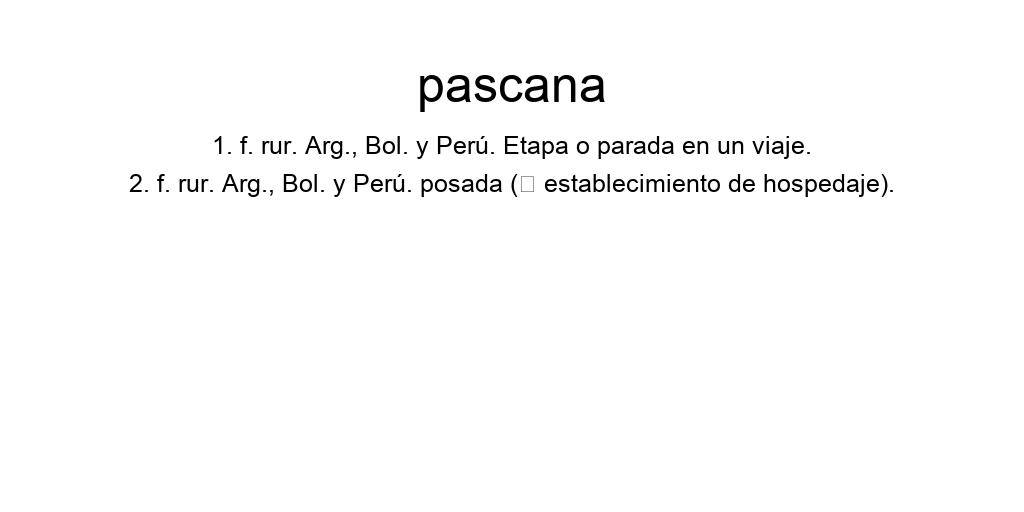 pascana
1. f. rur. Arg., Bol. y Perú. Etapa o parada en un viaje.
2. f. rur. Arg., Bol. y Perú. posada (▯ establecimiento de hospedaje).